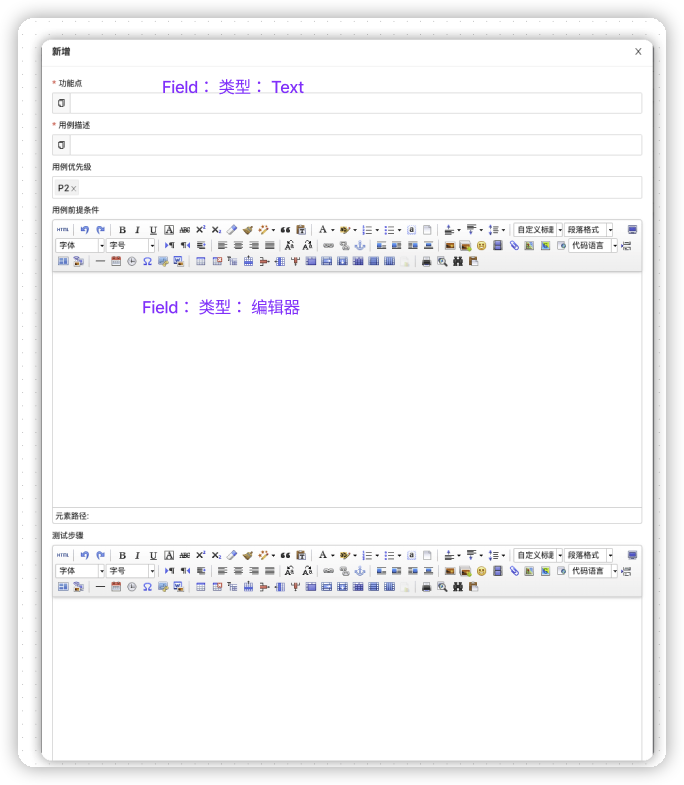 新增
X
* 功能点
Field： 类型： Text
* 用例描述
用例优先级
P2 x
用例前提条件
HTML B I U A ABC X² X₂ 66 A a 自定义标题 段落格式
字体 字号 代码语言
Ω
Field： 类型： 编辑器
元素路径:
测试步骤
HTML B I U A ABC X² X₂ 66 A a 自定义标题 段落格式
字体 字号 代码语言
Ω